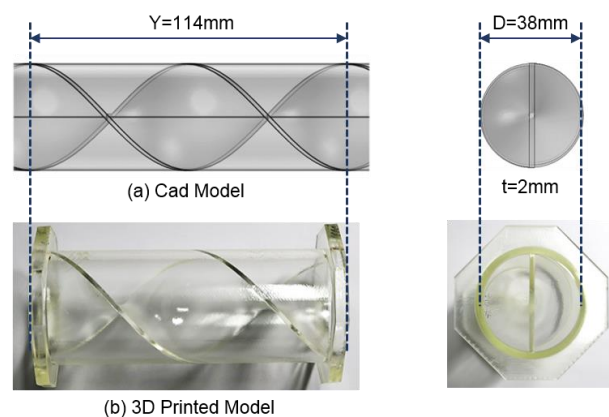 Y=114mm
D=38mm
(a) Cad Model
t=2mm
(b) 3D Printed Model